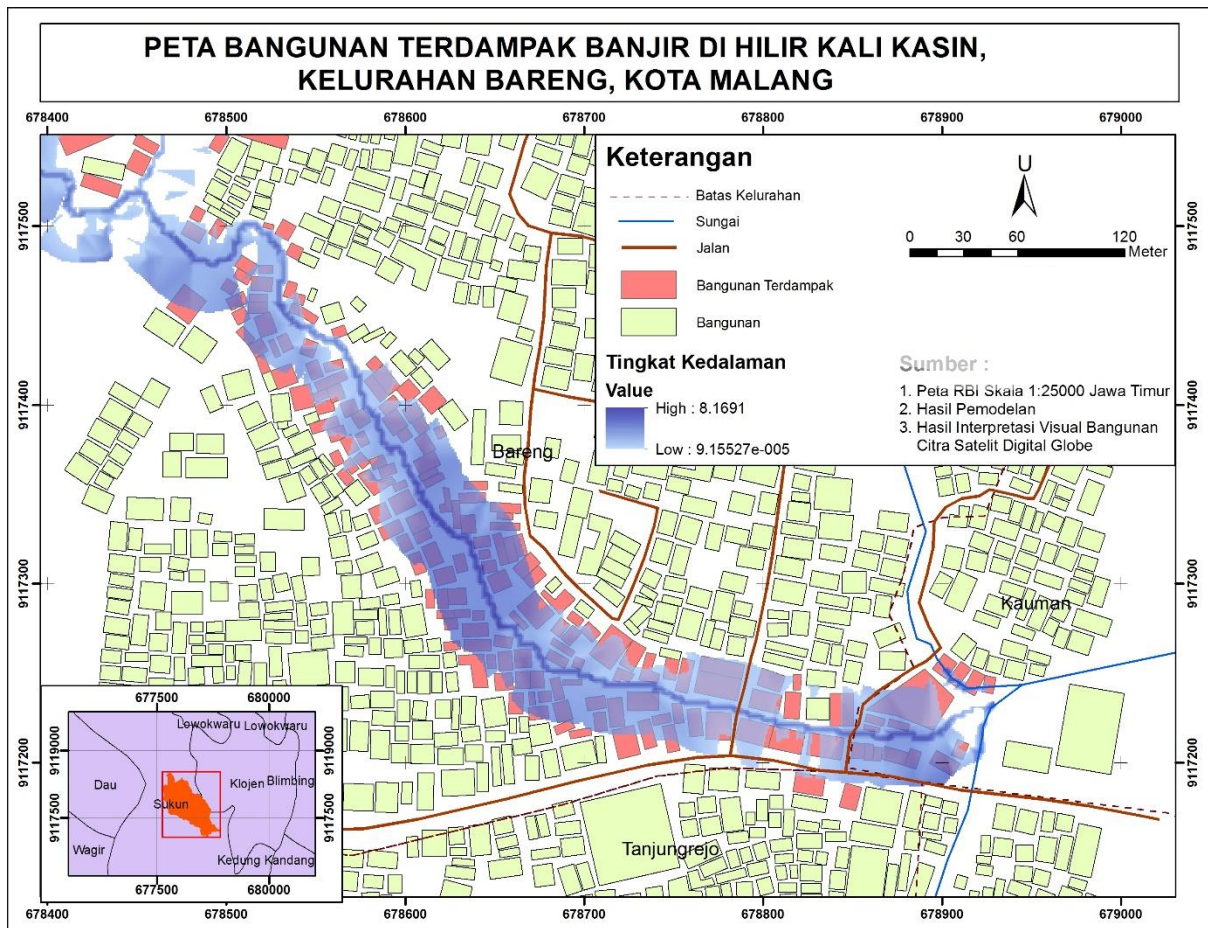 PETA BANGUNAN TERDAMPAK BANJIR DI HILIR KALI KASIN,
KELURAHAN BARENG, KOTA MALANG
678400 678500 678600 678700 678800 678900 679000
Keterangan
Batas Kelurahan
Sungai
Jalan
Bangunan Terdampak
Bangunan
U
0 30 60 120
Meter
Tingkat Kedalaman
Value
High : 8.1691
Low : 9.15527e-005
Sumber :
1. Peta RBI Skala 1:25000 Jawa Timur
2. Hasil Pemodelan
3. Hasil Interpretasi Visual Bangunan
Citra Satelit Digital Globe
9117500 9117500
9117400 9117400
Bareng
9117300 9117300
Kauman
9117200 9117200
Tanjungrejo
677500 680000
9119000 9119000
9117500 9117500
Lowokwaru
Lowokwaru
Dau
Klojen
Blimbing
Sukun
Wagir
Kedung Kandang
677500 680000
678400 678500 678600 678700 678800 678900 679000